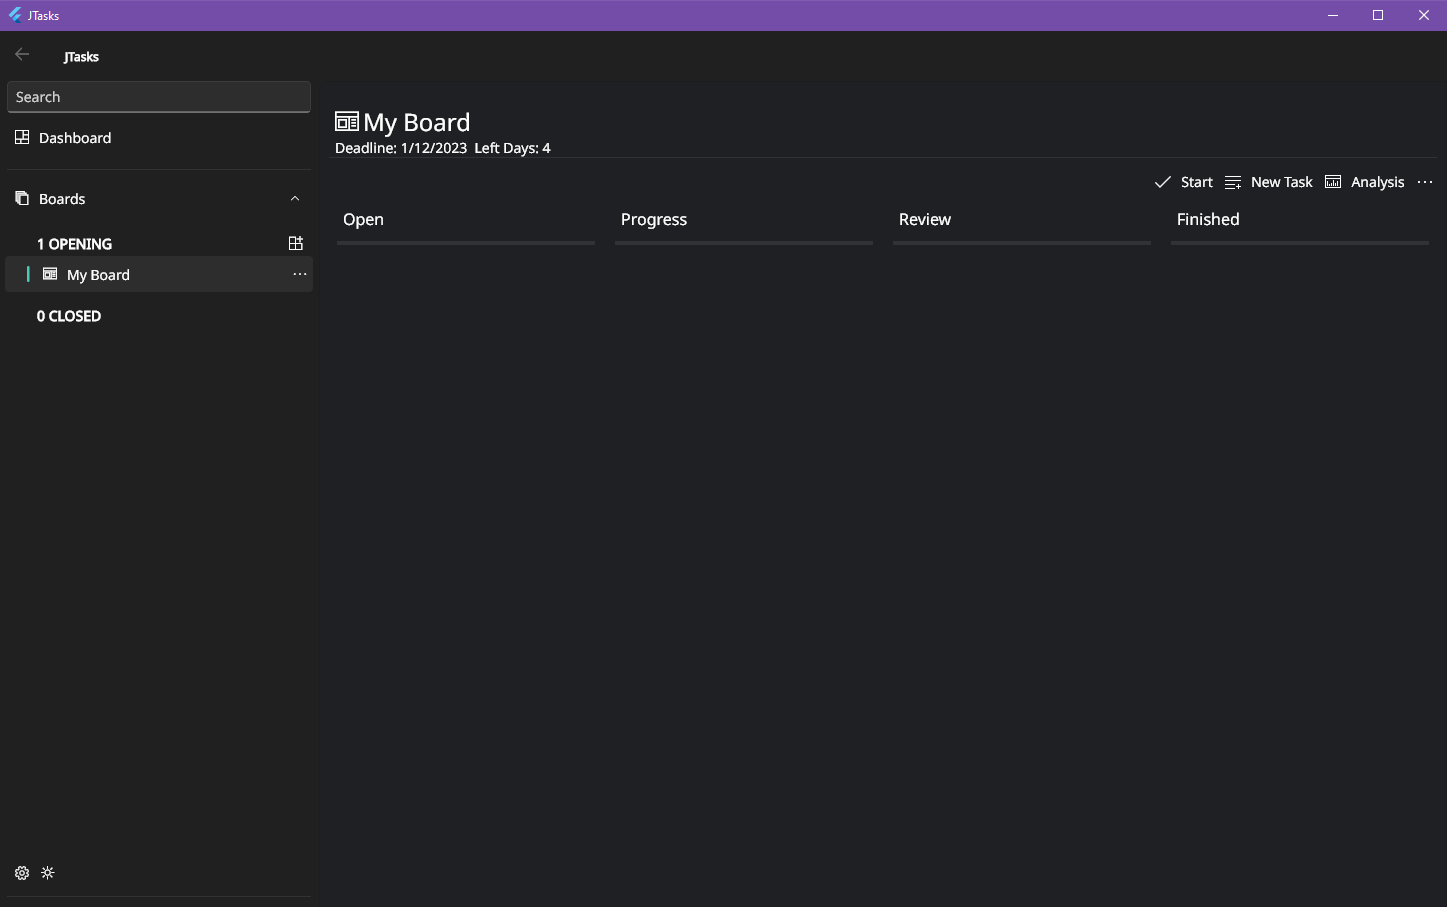 JTasks
JTasks
Search
Dashboard
Boards
1 OPENING
My Board
0 CLOSED
My Board
Deadline: 1/12/2023 Left Days: 4
Start New Task Analysis
Open Progress Review Finished